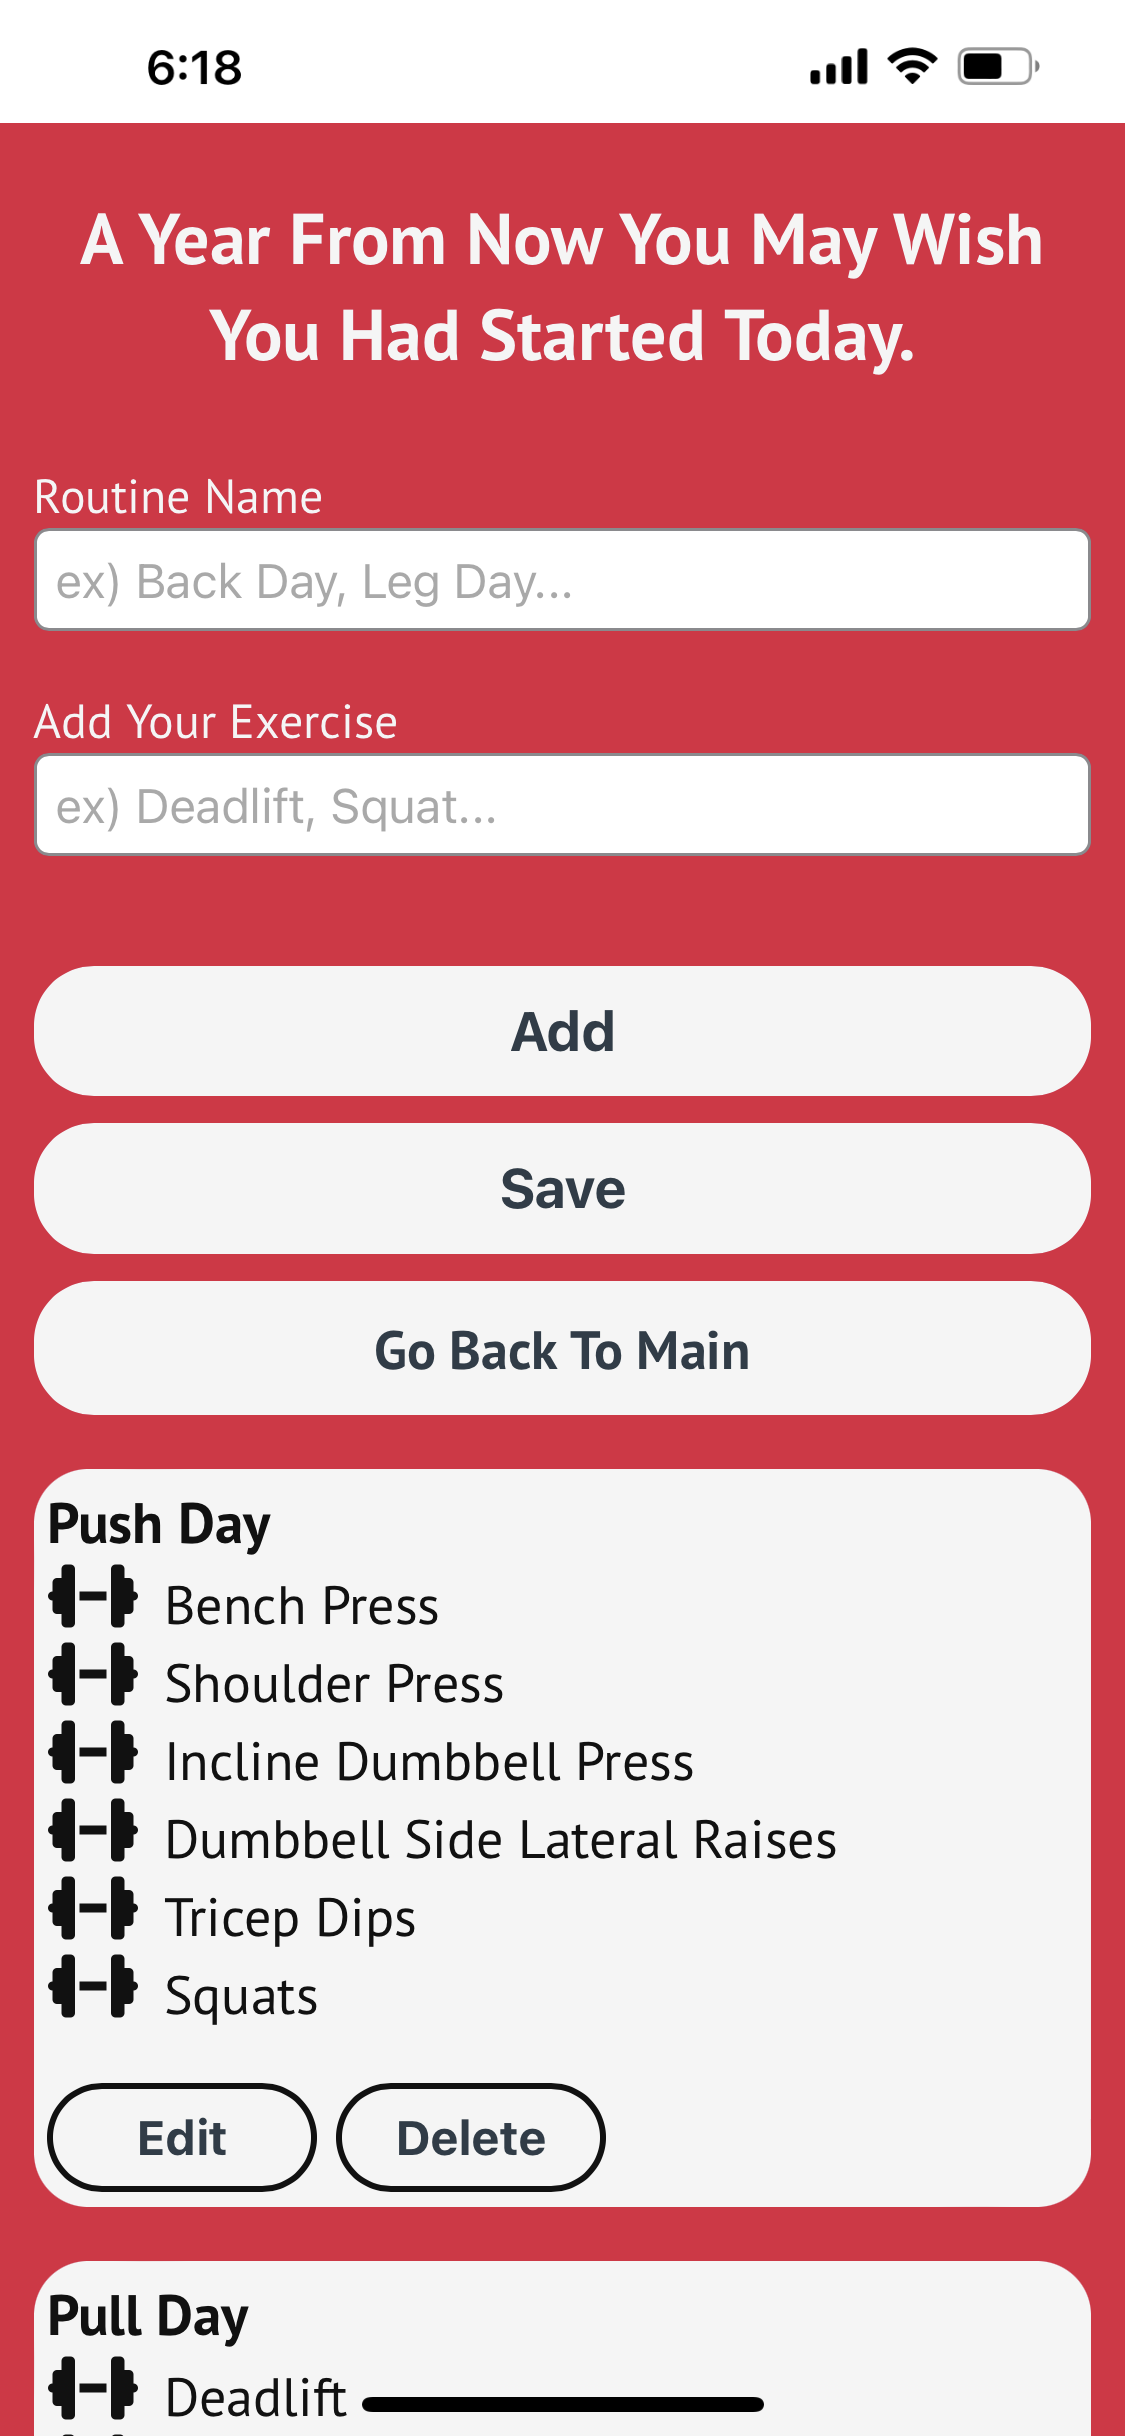 6:18
A Year From Now You May Wish
You Had Started Today.
Routine Name
ex) Back Day, Leg Day...
Add Your Exercise
ex) Deadlift, Squat...
Add
Save
Go Back To Main
Push Day
Bench Press
Shoulder Press
Incline Dumbbell Press
Dumbbell Side Lateral Raises
Tricep Dips
Squats
Edit
Delete
Pull Day
Deadlift